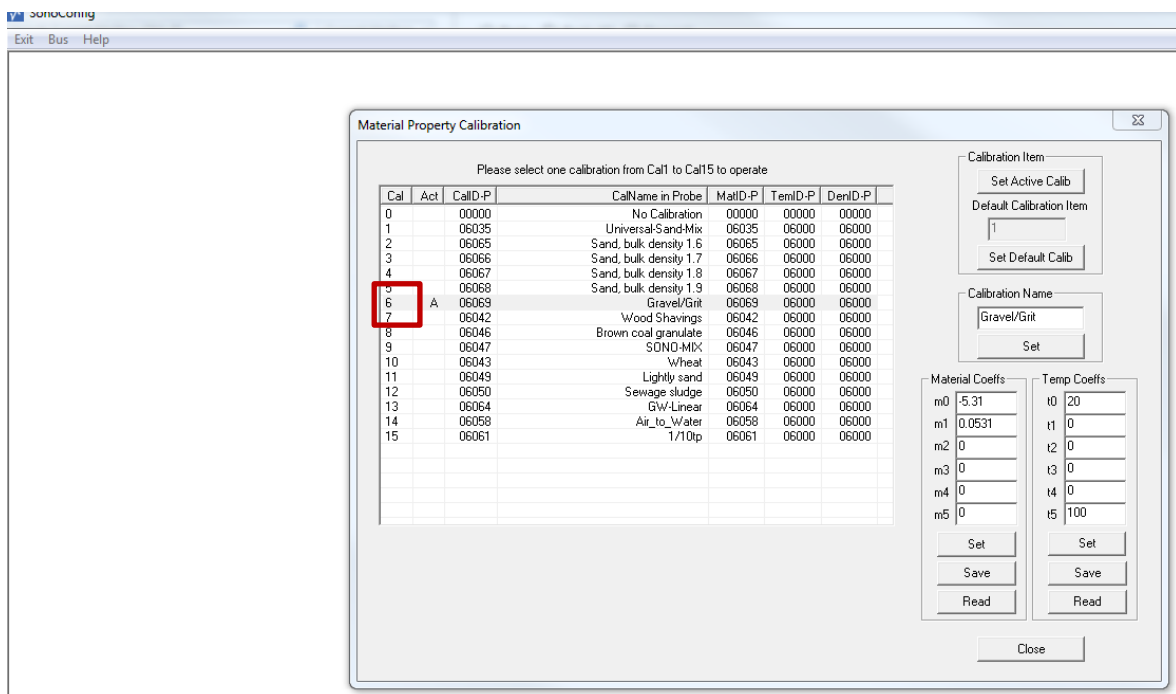 SonoConfig
Exit Bus Help
Material Property Calibration
Please select one calibration from Cal1 to Cal15 to operate
Cal Act CalID-P CalName in Probe MatID-P TemID-P DenID-P
0 00000 No Calibration 00000 00000 00000
1 06035 Universal-Sand-Mix 06035 06000 06000
2 06065 Sand, bulk density 1.6 06065 06000 06000
3 06066 Sand, bulk density 1.7 06066 06000 06000
4 06067 Sand, bulk density 1.8 06067 06000 06000
5 06068 Sand, bulk density 1.9 06068 06000 06000
6 A 06069 Gravel/Grit 06069 06000 06000
7 06042 Wood Shavings 06042 06000 06000
8 06046 Brown coal granulate 06046 06000 06000
9 06047 SONO-MIX 06047 06000 06000
10 06043 Wheat 06043 06000 06000
11 06049 Lightly sand 06049 06000 06000
12 06050 Sewage sludge 06050 06000 06000
13 06064 GW-Linear 06064 06000 06000
14 06058 Air_to_Water 06058 06000 06000
15 06061 1/10tp 06061 06000 06000
Calibration Item
Set Active Calib
Default Calibration Item
1
Set Default Calib
Calibration Name
Gravel/Grit
Set
Material Coeffs
m0 -5.31
m1 0.0531
m2 0
m3 0
m4 0
m5 0
Set
Save
Read
Temp Coeffs
t0 20
t1 0
t2 0
t3 0
t4 0
t5 100
Set
Save
Read
Close